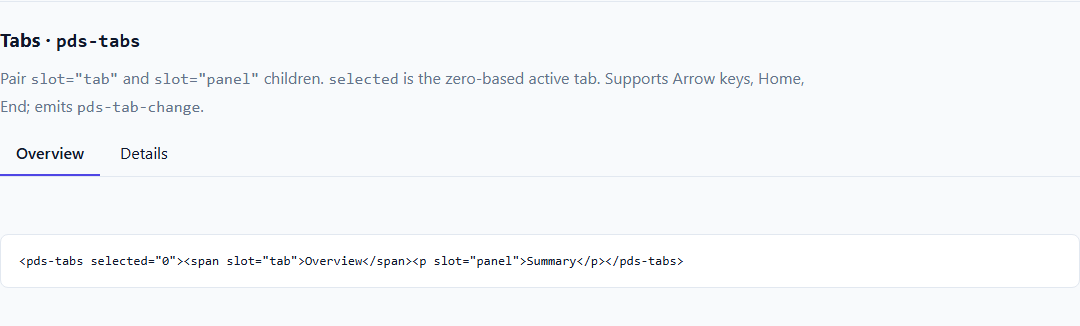 Tabs · pds-tabs
Pair slot="tab" and slot="panel" children. selected is the zero-based active tab. Supports Arrow keys, Home,
End; emits pds-tab-change.
Overview Details
<pds-tabs selected="0"><span slot="tab">Overview</span><p slot="panel">Summary</p></pds-tabs>